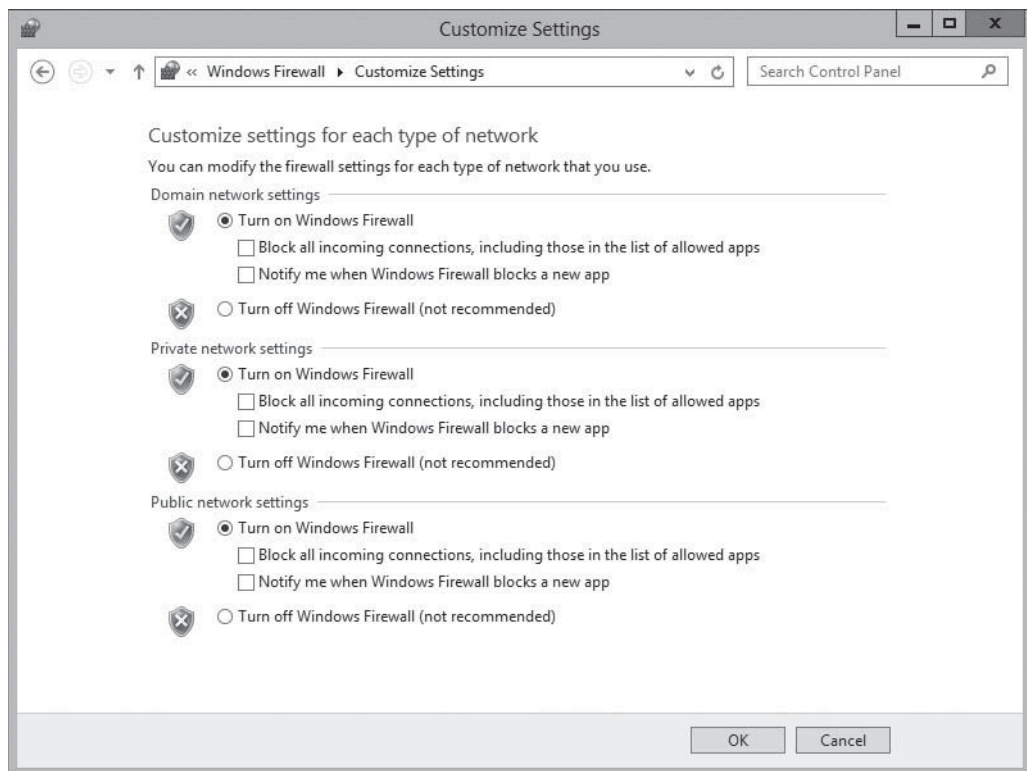 Customize Settings
« Windows Firewall ▸ Customize Settings
Search Control Panel
Customize settings for each type of network
You can modify the firewall settings for each type of network that you use.
Domain network settings
Turn on Windows Firewall
Block all incoming connections, including those in the list of allowed apps
Notify me when Windows Firewall blocks a new app
Turn off Windows Firewall (not recommended)
Private network settings
Turn on Windows Firewall
Block all incoming connections, including those in the list of allowed apps
Notify me when Windows Firewall blocks a new app
Turn off Windows Firewall (not recommended)
Public network settings
Turn on Windows Firewall
Block all incoming connections, including those in the list of allowed apps
Notify me when Windows Firewall blocks a new app
Turn off Windows Firewall (not recommended)
OK
Cancel